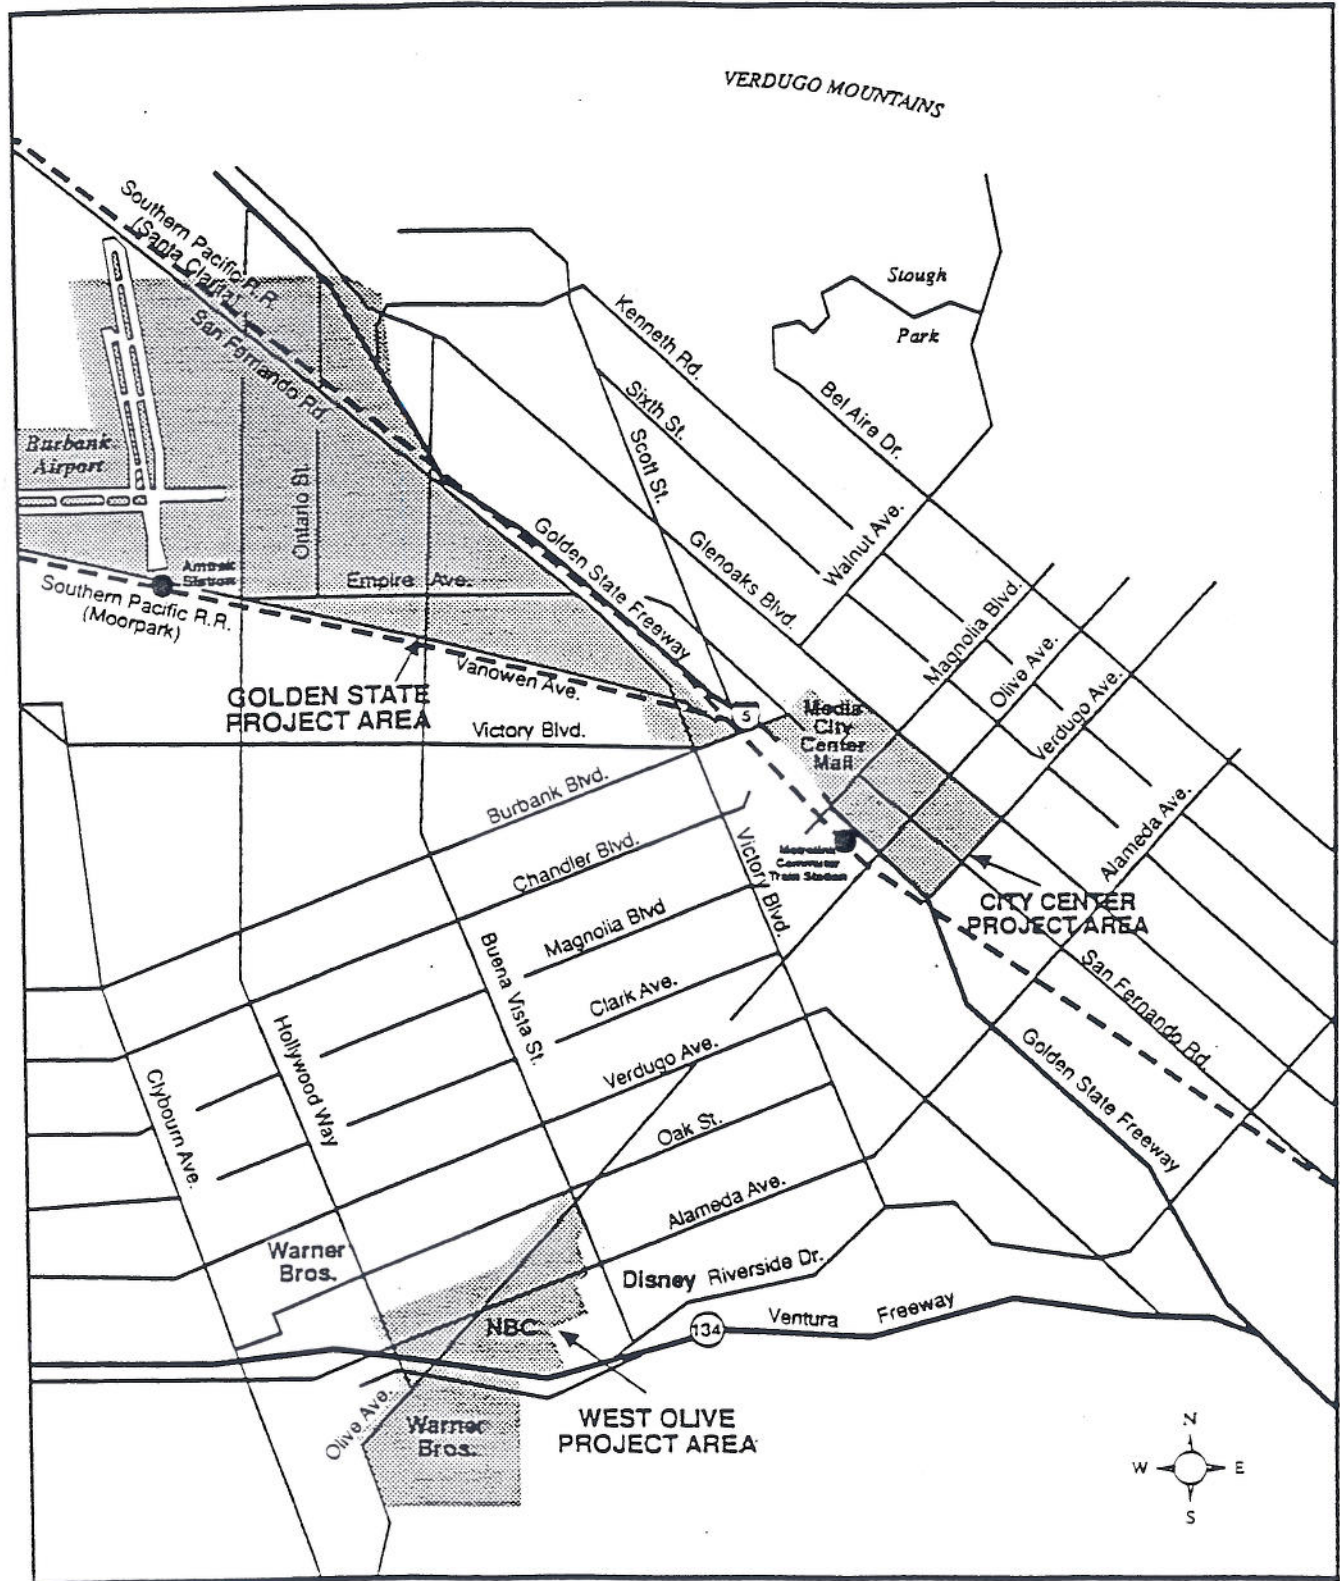 VERDUGO MOUNTAINS
Southern Pacific R.R.
(Santa Clarita)
San Fernando Rd.
Slough
Park
Kenneth Rd.
Sixth St.
Bel Aire Dr.
Scott St.
Burbank
Airport
Ontario St.
Golden State Freeway
Glenoaks Blvd.
Walnut Ave.
Amtrak
Station
Empire Ave.
Southern Pacific R.R.
(Moorpark)
Magnolia Blvd.
Olive Ave.
Verdugo Ave.
GOLDEN STATE
PROJECT AREA
Vanowen Ave.
Victory Blvd.
5
Media
City
Center
Mall
Burbank Blvd.
Alameda Ave.
Chandler Blvd.
Victory Blvd.
Metrolink
Commuter
Train Station
CITY CENTER
PROJECT AREA
Magnolia Blvd
Buena Vista St.
Clark Ave.
San Fernando Rd.
Hollywood Way
Verdugo Ave.
Golden State Freeway
Clybourn Ave.
Oak St.
Alameda Ave.
Warner
Bros.
Disney
Riverside Dr.
NBC
134
Ventura Freeway
Olive Ave.
Warner
Bros.
WEST OLIVE
PROJECT AREA
N
W E
S